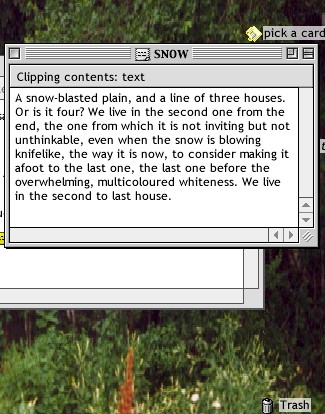 pick a card
SNOW
Clipping contents: text
A snow-blasted plain, and a line of three houses.
Or is it four? We live in the second one from the
end, the one from which it is not inviting but not
unthinkable, even when the snow is blowing
knifelike, the way it is now, to consider making it
afoot to the last one, the last one before the
overwhelming, multicoloured whiteness. We live
in the second to last house.
Trash